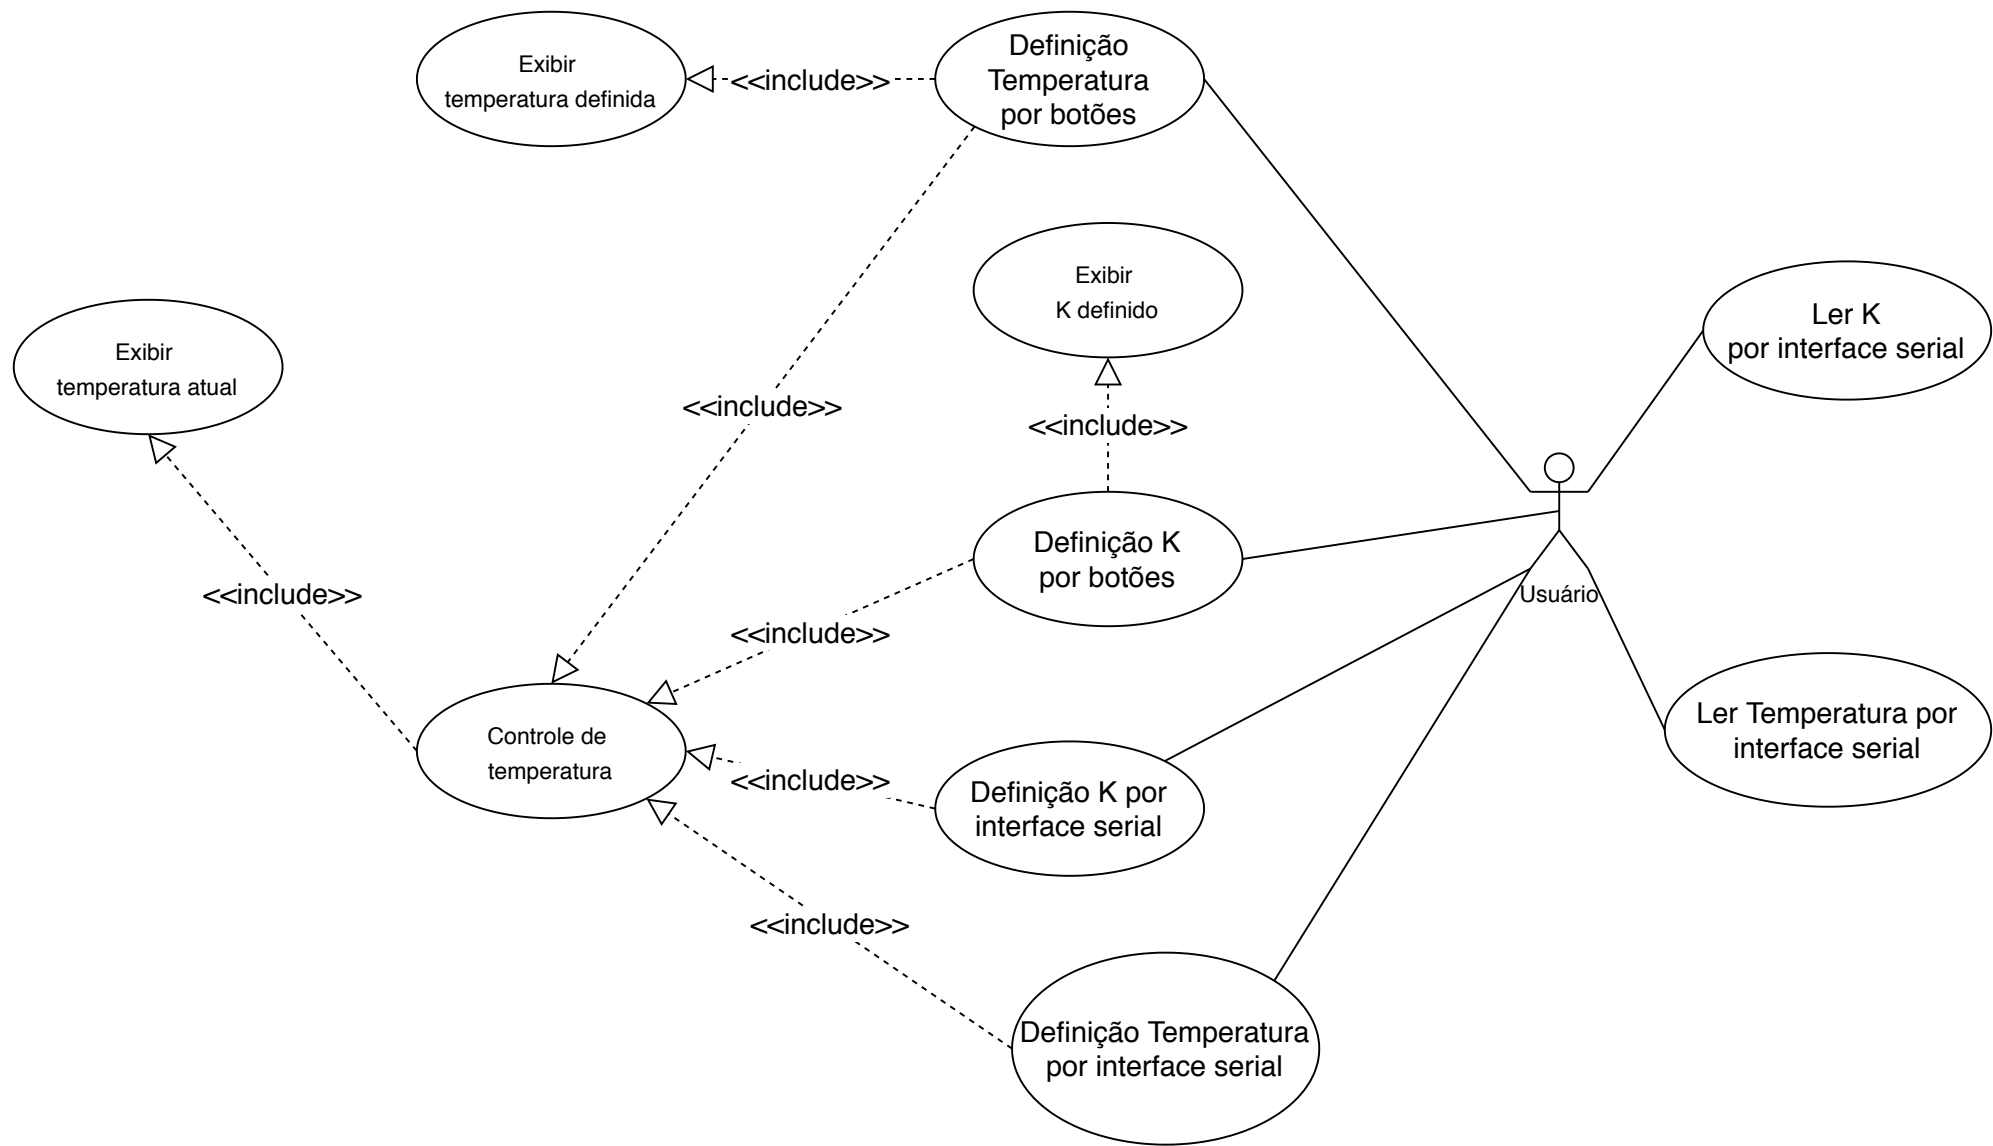 Exibir
temperatura definida
<<include>>
Definição
Temperatura
por botões
Exibir
K definido
Ler K
por interface serial
Exibir
temperatura atual
<<include>>
<<include>>
Definição K
por botões
Usuário
<<include>>
<<include>>
Ler Temperatura por
interface serial
Controle de
temperatura
<<include>>
Definição K por
interface serial
<<include>>
Definição Temperatura
por interface serial